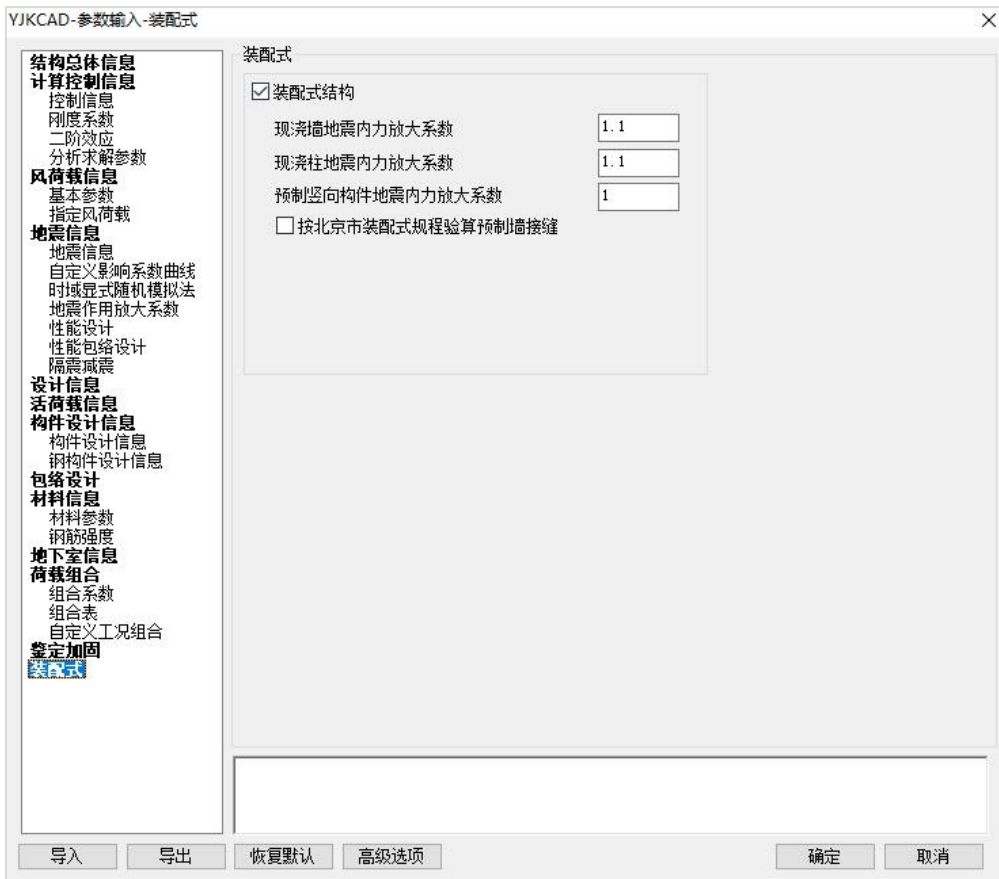 YJKCAD-参数输入-装配式
结构总体信息
计算控制信息
控制信息
刚度系数
二阶效应
分析求解参数
风荷载信息
基本参数
指定风荷载
地震信息
地震信息
自定义影响系数曲线
时域显式随机模拟法
地震作用放大系数
性能设计
性能包络设计
隔震减震
设计信息
活荷载信息
构件设计信息
构件设计信息
钢构件设计信息
包络设计
材料信息
材料参数
钢筋强度
地下室信息
荷载组合
组合系数
组合表
自定义工况组合
鉴定加固
装配式
装配式
装配式结构
现浇墙地震内力放大系数 1.1
现浇柱地震内力放大系数 1.1
预制竖向构件地震内力放大系数 1
按北京市装配式规程验算预制墙接缝
导入 导出 恢复默认 高级选项 确定 取消